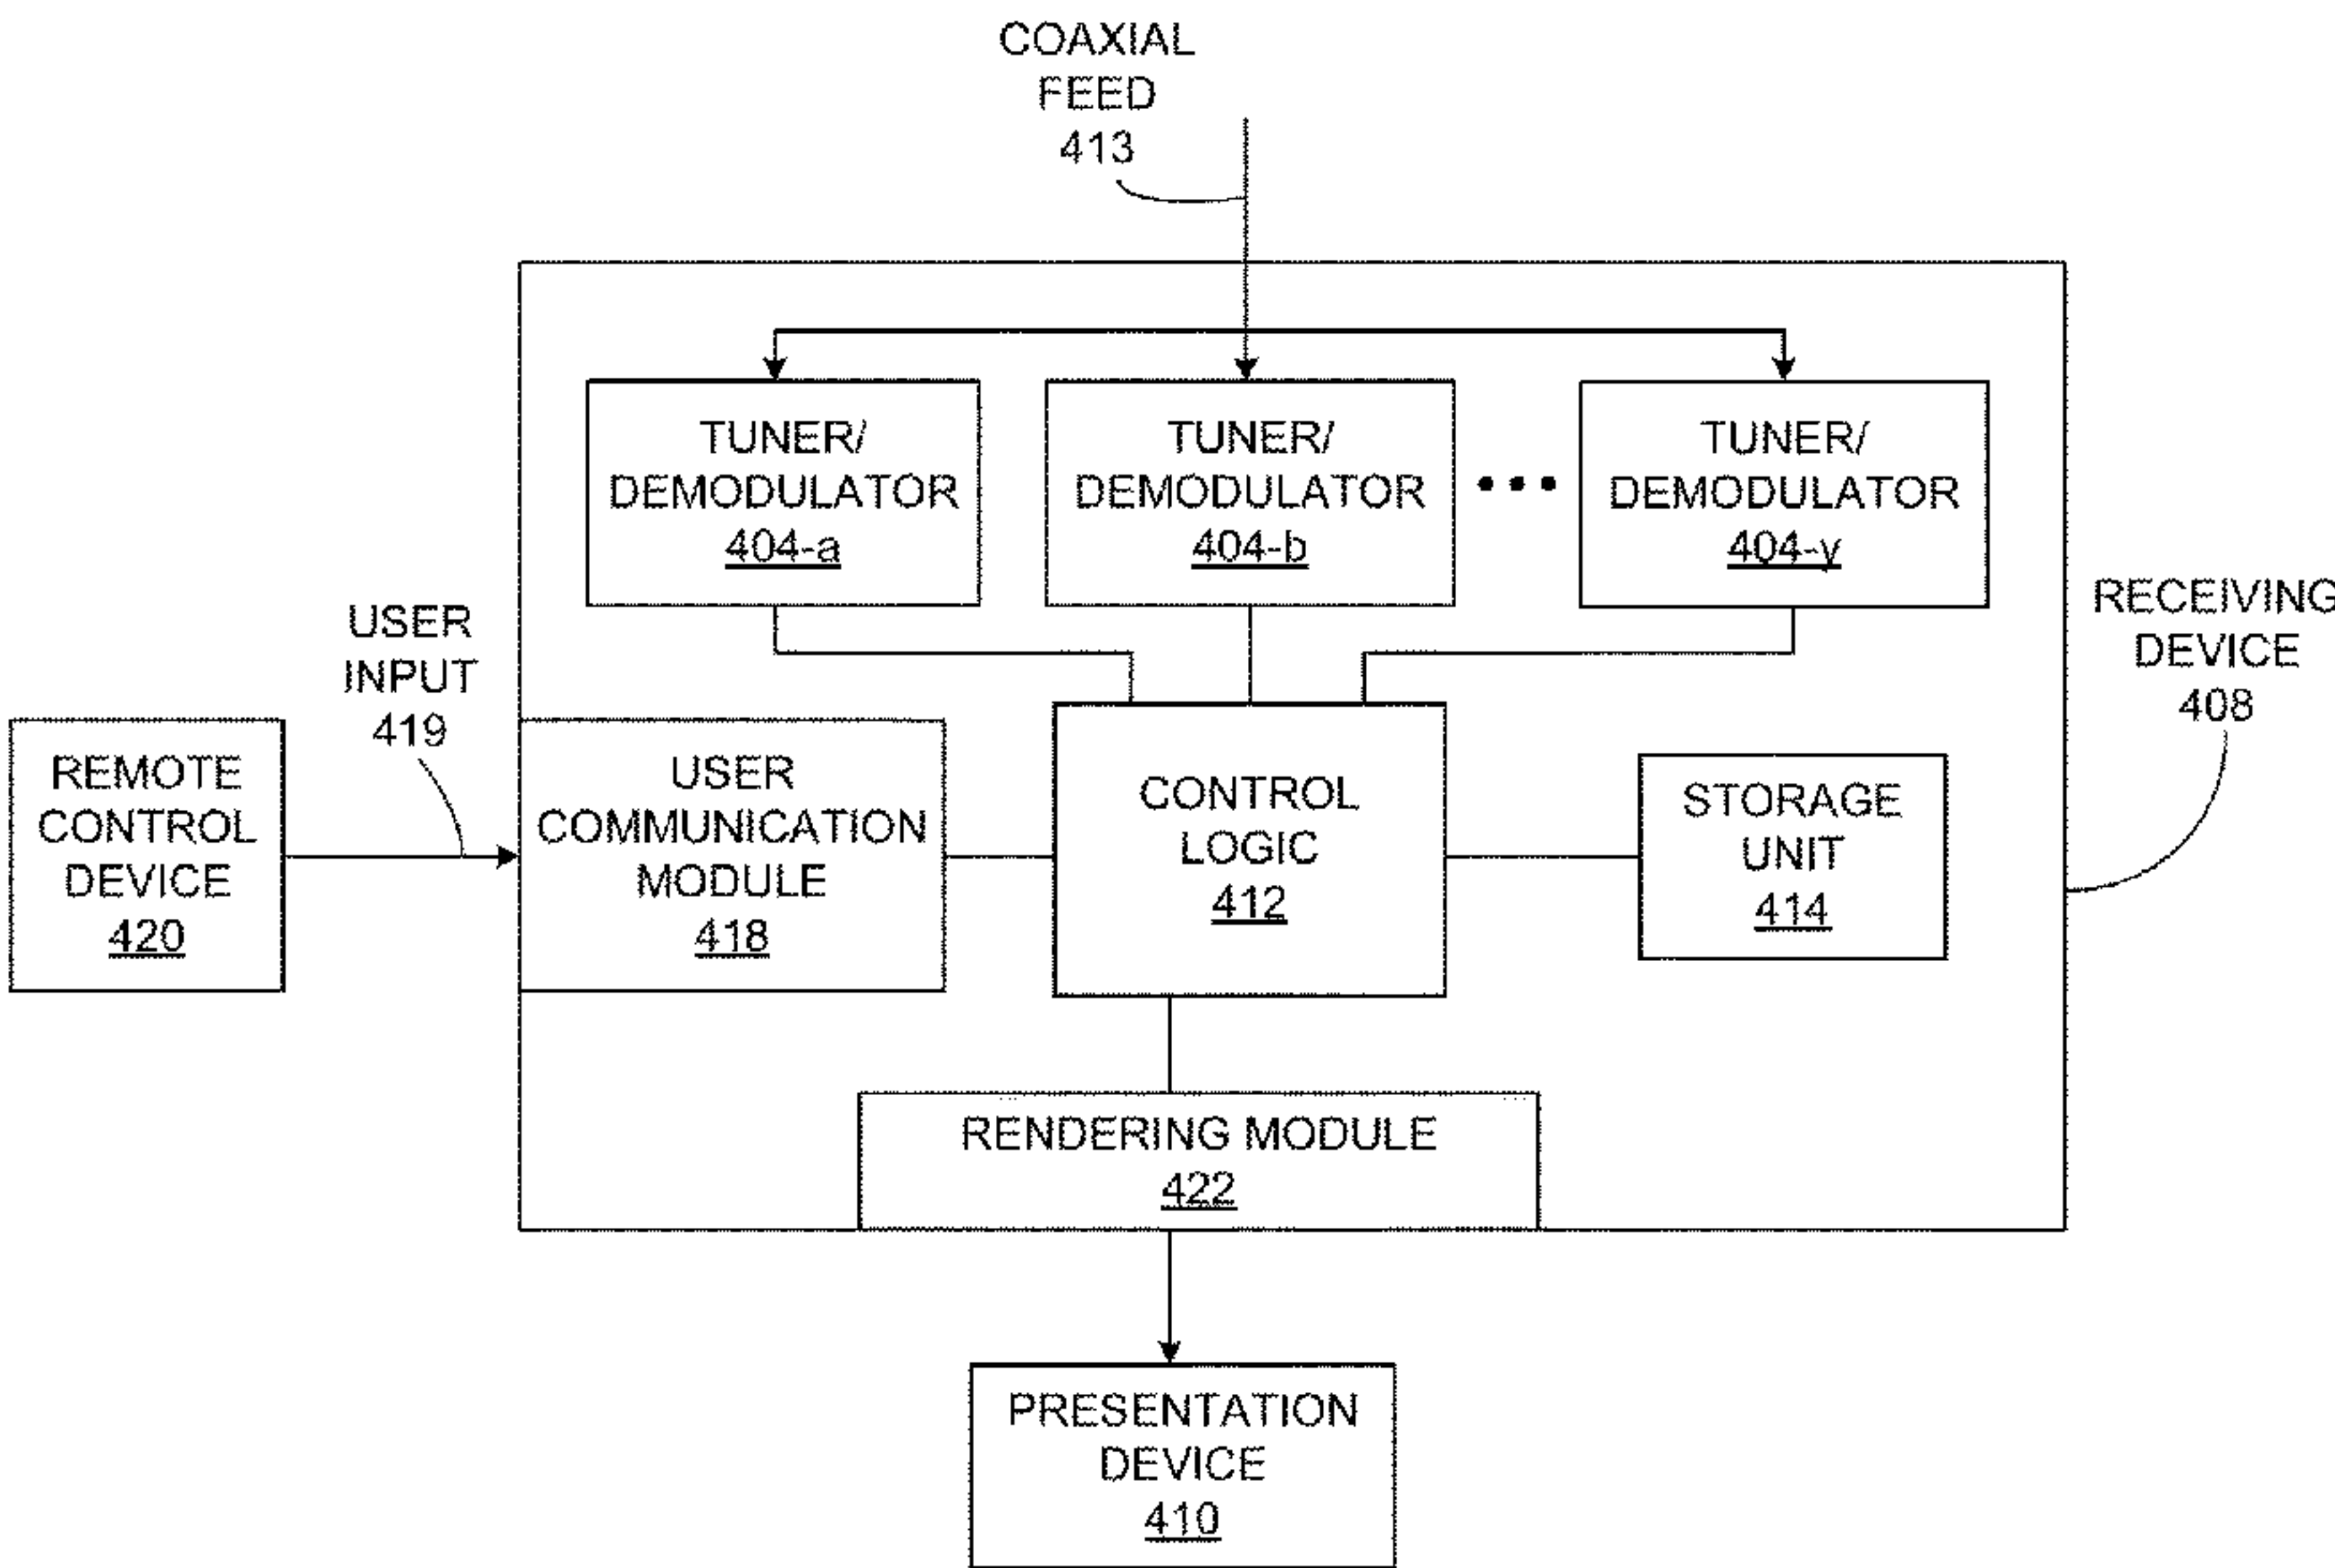 COAXIAL
FEED
413
TUNER/
DEMODULATOR
404-a
TUNER/
DEMODULATOR
404-b
TUNER/
DEMODULATOR
404-y
RECEIVING
DEVICE
408
USER
INPUT
419
REMOTE
CONTROL
DEVICE
420
USER
COMMUNICATION
MODULE
418
CONTROL
LOGIC
412
STORAGE
UNIT
414
RENDERING MODULE
422
PRESENTATION
DEVICE
410